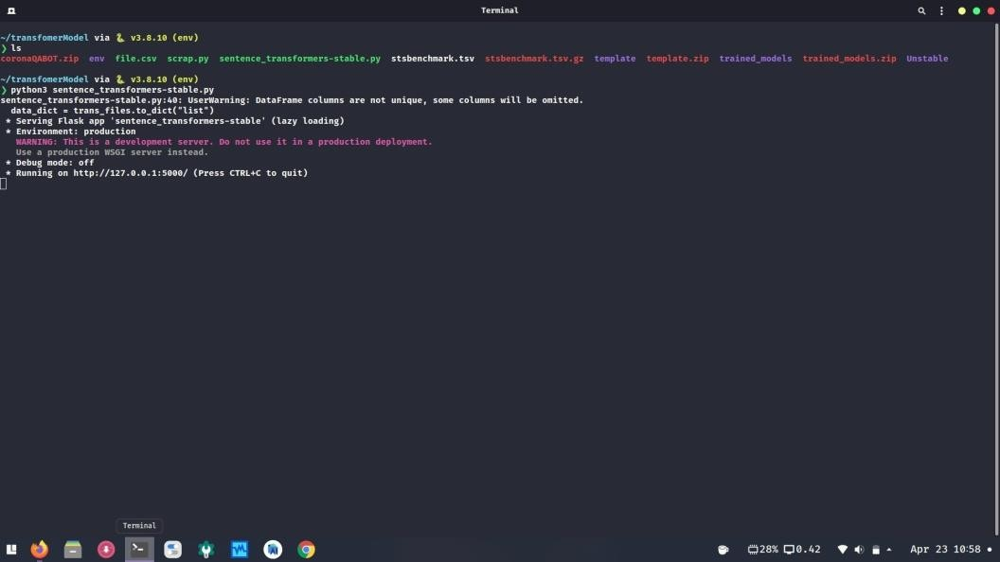 Terminal
~/transfomerModel via 🐍 v3.8.10 (env)
❯ ls
coronaQABOT.zip env file.csv scrap.py sentence_transformers-stable.py stsbenchmark.tsv stsbenchmark.tsv.gz template template.zip trained_models trained_models.zip Unstable
~/transfomerModel via 🐍 v3.8.10 (env)
❯ python3 sentence_transformers-stable.py
sentence_transformers-stable.py:40: UserWarning: DataFrame columns are not unique, some columns will be omitted.
data_dict = trans_files.to_dict("list")
* Serving Flask app 'sentence_transformers-stable' (lazy loading)
* Environment: production
WARNING: This is a development server. Do not use it in a production deployment.
Use a production WSGI server instead.
* Debug mode: off
* Running on http://127.0.0.1:5000/ (Press CTRL+C to quit)
Terminal
28% 0.42 Apr 23 10:58